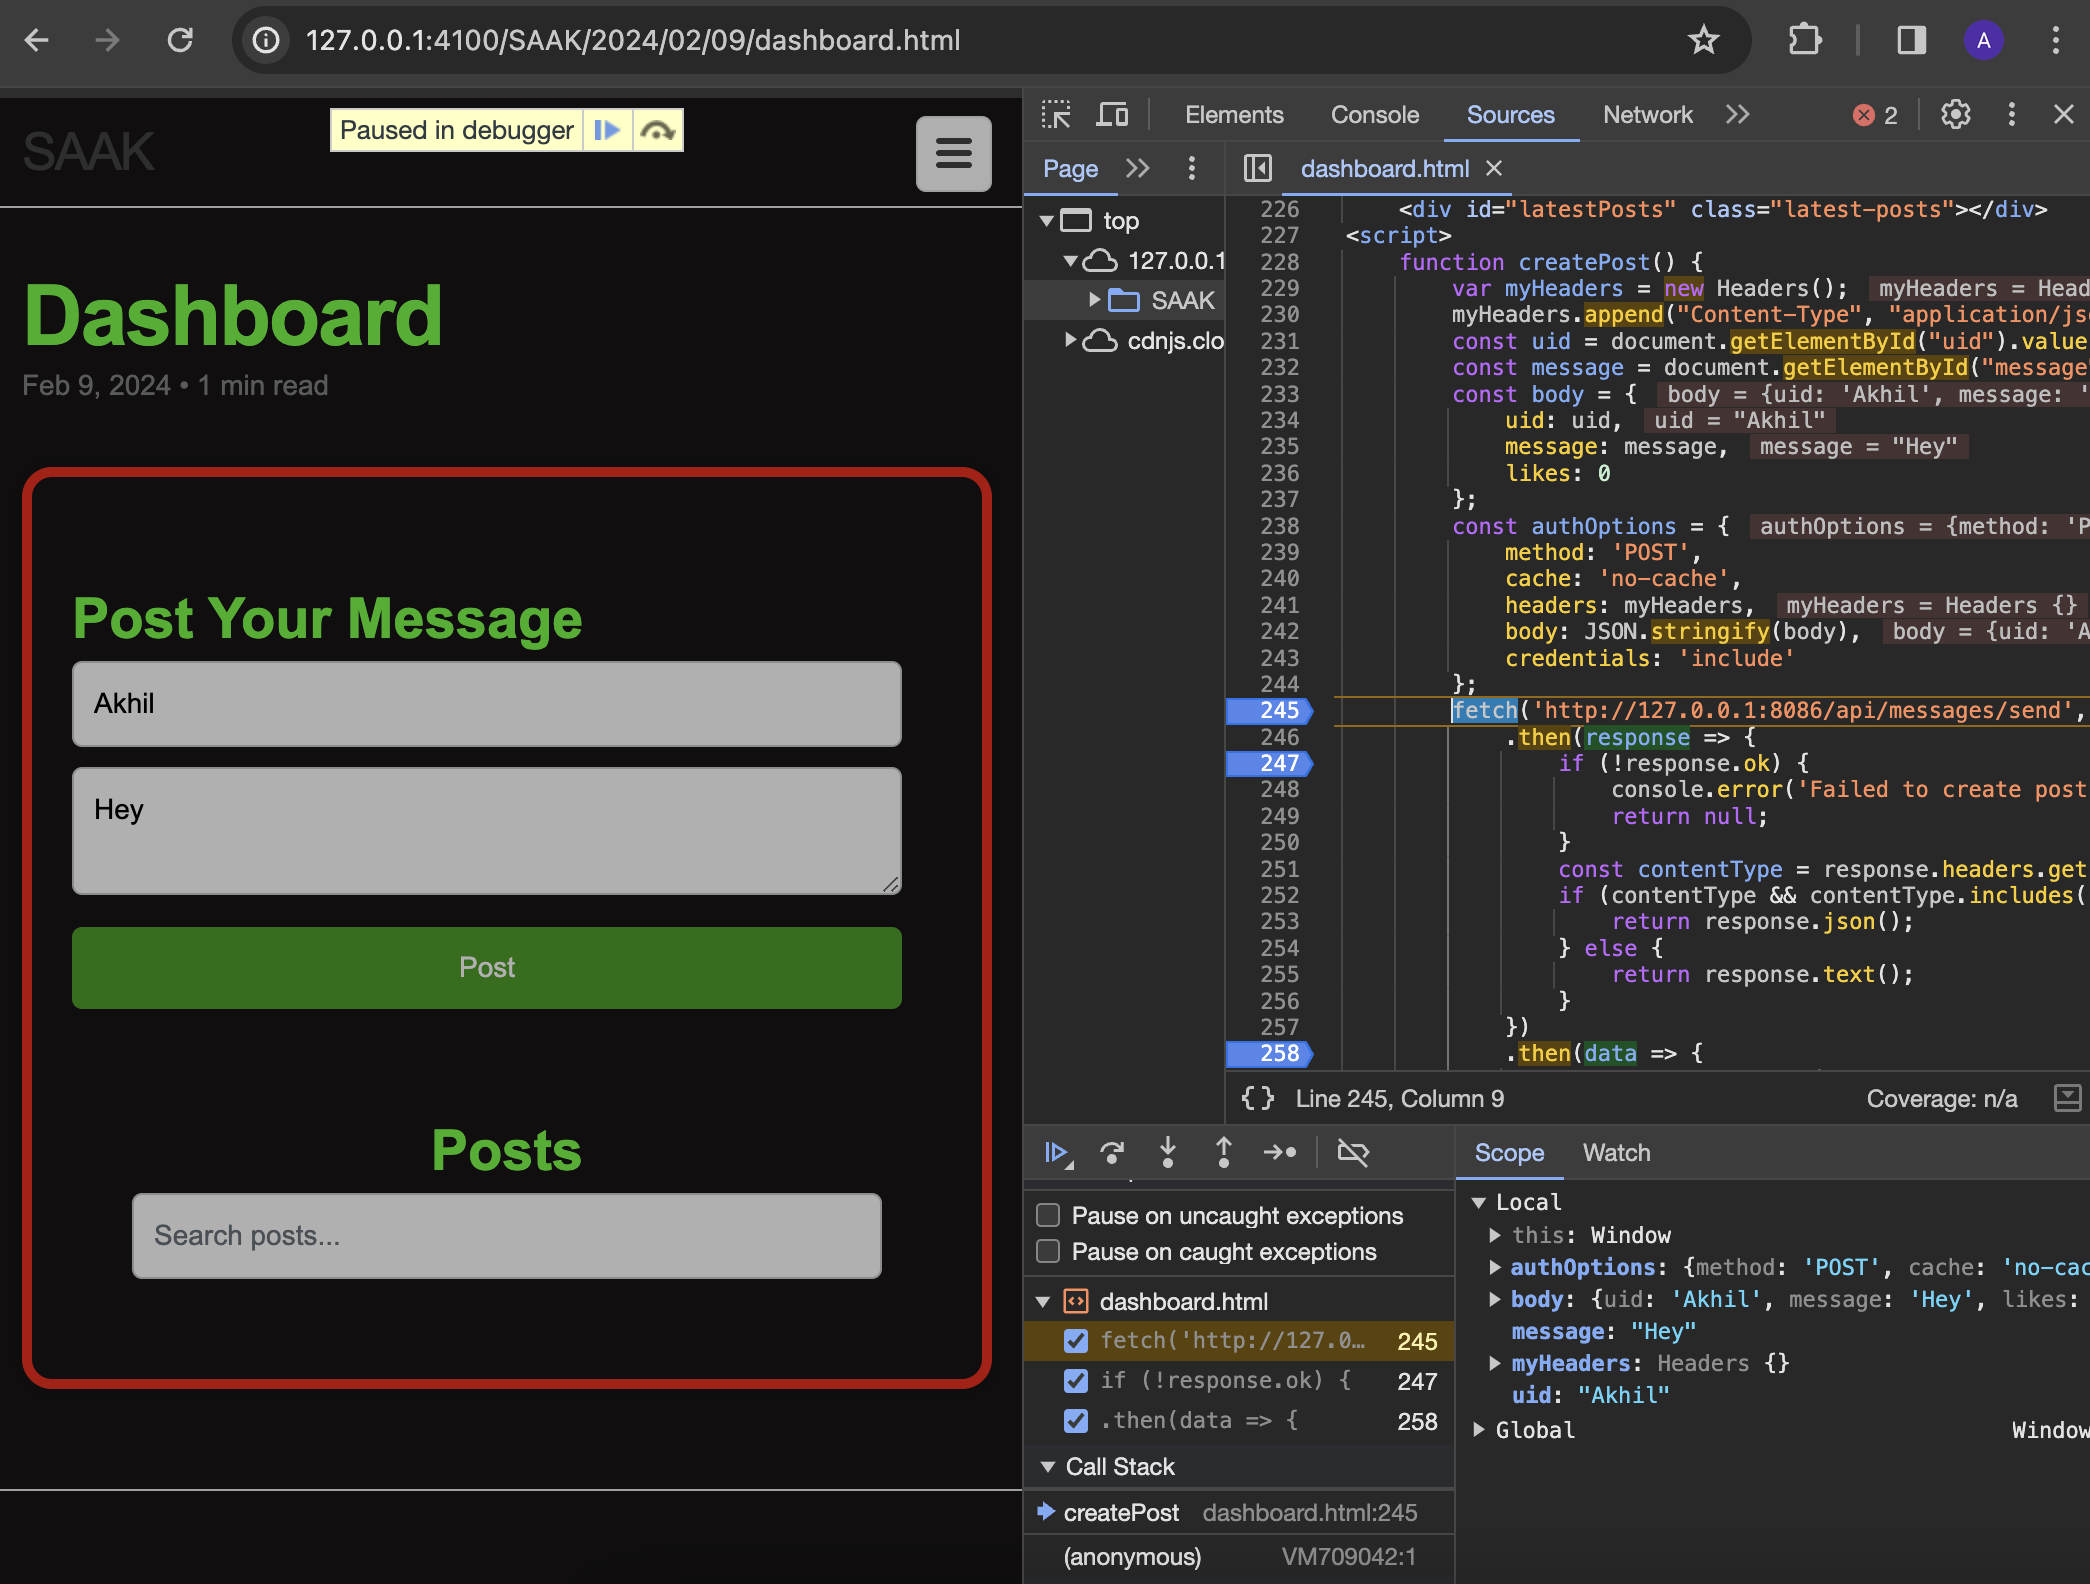 127.0.0.1:4100/SAAK/2024/02/09/dashboard.html
A
SAAK
Paused in debugger
Dashboard
Feb 9, 2024 • 1 min read
Post Your Message
Akhil
Hey
Post
Posts
Search posts...
Elements Console Sources Network 2
Page
dashboard.html
top
127.0.0.1
SAAK
cdnjs.clo
226 <div id="latestPosts" class="latest-posts"></div>
227 <script>
228 function createPost() {
229 var myHeaders = new Headers(); myHeaders = Head
230 myHeaders.append("Content-Type", "application/js
231 const uid = document.getElementById("uid").value
232 const message = document.getElementById("message"
233 const body = { body = {uid: 'Akhil', message: '
234 uid: uid, uid = "Akhil"
235 message: message, message = "Hey"
236 likes: 0
237 };
238 const authOptions = { authOptions = {method: 'P
239 method: 'POST',
240 cache: 'no-cache',
241 headers: myHeaders, myHeaders = Headers {}
242 body: JSON.stringify(body), body = {uid: 'A
243 credentials: 'include'
244 };
245 fetch('http://127.0.0.1:8086/api/messages/send',
246 .then(response => {
247 if (!response.ok) {
248 console.error('Failed to create post
249 return null;
250 }
251 const contentType = response.headers.get
252 if (contentType && contentType.includes(
253 return response.json();
254 } else {
255 return response.text();
256 }
257 })
258 .then(data => {
{} Line 245, Column 9
Coverage: n/a
Pause on uncaught exceptions
Pause on caught exceptions
dashboard.html
fetch('http://127.0… 245
if (!response.ok) { 247
.then(data => { 258
Call Stack
createPost dashboard.html:245
(anonymous) VM709042:1
Scope Watch
Local
this: Window
authOptions: {method: 'POST', cache: 'no-cac
body: {uid: 'Akhil', message: 'Hey', likes:
message: "Hey"
myHeaders: Headers {}
uid: "Akhil"
Global Window